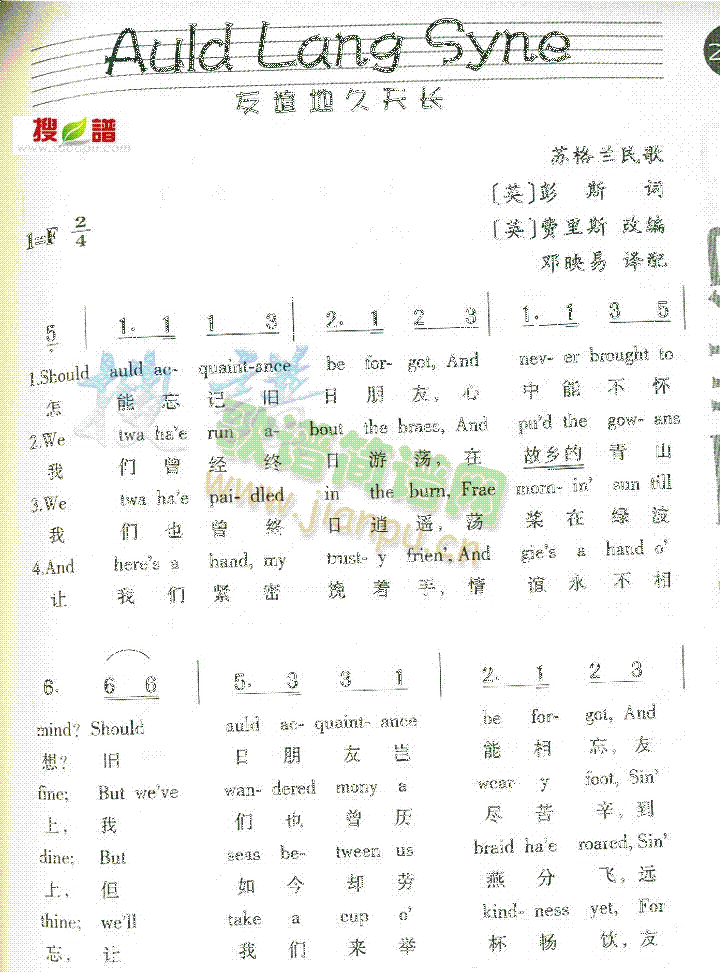 Auld Lang Syne
2
友谊地久天长
搜谱
www.sooopu.com
苏格兰民歌
[英]彭 斯 词
[英]费里斯 改编
邓映易 译配
1=F 2/4
5 | 1. 1 1 3 | 2. 1 2 3 | 1. 1 3 5 |
1.Should auld ac- quaint-ance be for- got, And nev- er brought to
怎 能 忘 记 旧 日 朋 友, 心 中 能 不 怀
2.We twa ha'e run a- bout the braes, And pu'd the gow- ans
我 们 曾 经 终 日 游 荡, 在 故乡的 青 山
歌谱简谱网
www.jianpu.cn
3.We twa ha'e pai- dled in the burn, Frae morn- in' sun till
我 们 也 曾 终 日 逍 遥, 荡 桨 在 绿 波
4.And here's a hand, my trust- y frien', And gie's a hand o'
让 我 们 紧 密 挽 着 手, 情 谊 永 不 相
6. 6 6 | 5. 3 3 1 | 2. 1 2 3 |
mind? Should auld ac- quaint- ance be for- got, And
想? 旧 日 朋 友 岂 能 相 忘, 友
fine; But we've wan- dered mony a wear- y foot, Sin'
上, 我 们 也 曾 历 尽 苦 辛, 到
dine; But seas be- tween us braid ha'e roared, Sin'
上, 但 如 今 却 劳 燕 分 飞, 远
thine; we'll take a cup o' kind- ness yet, For
忘, 让 我 们 来 举 杯 畅 饮, 友